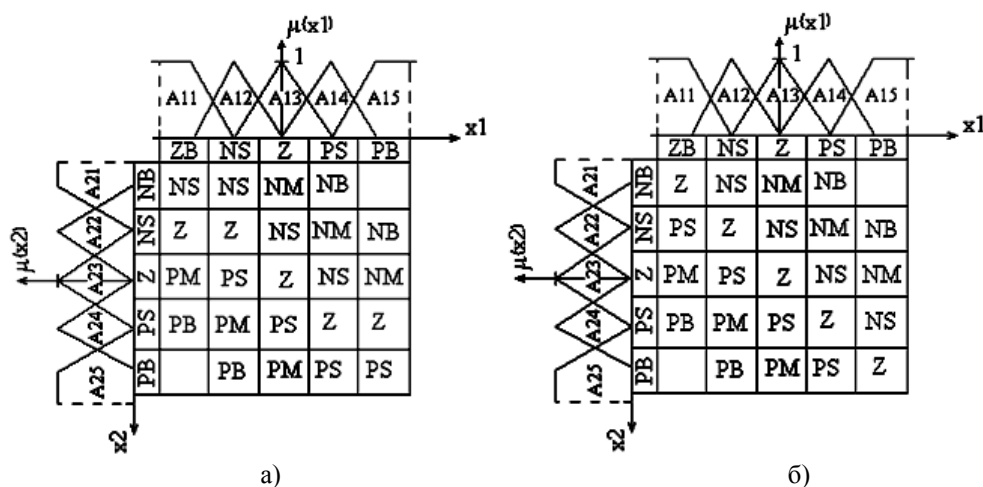 μ(x1)
1
A11 A12 A13 A14 A15
x1
ZB NS Z PS PB
A21 NB NS NS NM NB
A22 NS Z Z NS NM NB
μ(x2) A23 Z PM PS Z NS NM
A24 PS PB PM PS Z Z
A25 PB PB PM PS PS
x2
а)
μ(x1)
1
A11 A12 A13 A14 A15
x1
ZB NS Z PS PB
A21 NB Z NS NM NB
A22 NS PS Z NS NM NB
μ(x2) A23 Z PM PS Z NS NM
A24 PS PB PM PS Z NS
A25 PB PB PM PS Z
x2
б)